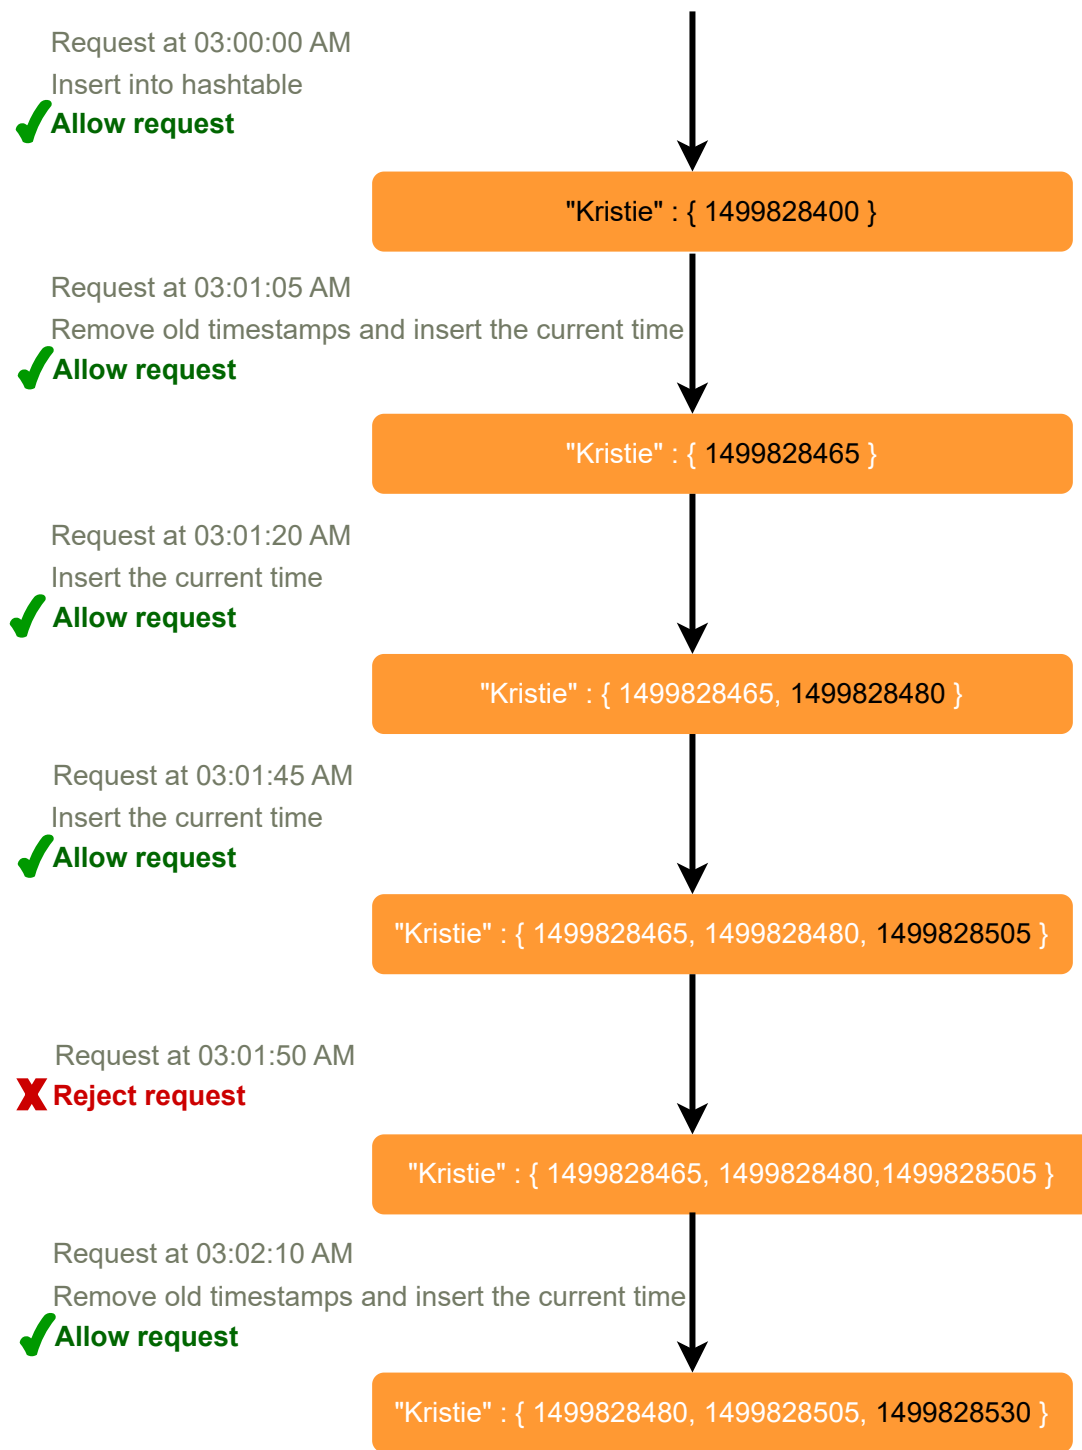 Request at 03:00:00 AM
Insert into hashtable
Allow request
"Kristie" : { 1499828400 }
Request at 03:01:05 AM
Remove old timestamps and insert the current time
Allow request
"Kristie" : { 1499828465 }
Request at 03:01:20 AM
Insert the current time
Allow request
"Kristie" : { 1499828465, 1499828480 }
Request at 03:01:45 AM
Insert the current time
Allow request
"Kristie" : { 1499828465, 1499828480, 1499828505 }
Request at 03:01:50 AM
Reject request
"Kristie" : { 1499828465, 1499828480,1499828505 }
Request at 03:02:10 AM
Remove old timestamps and insert the current time
Allow request
"Kristie" : { 1499828480, 1499828505, 1499828530 }